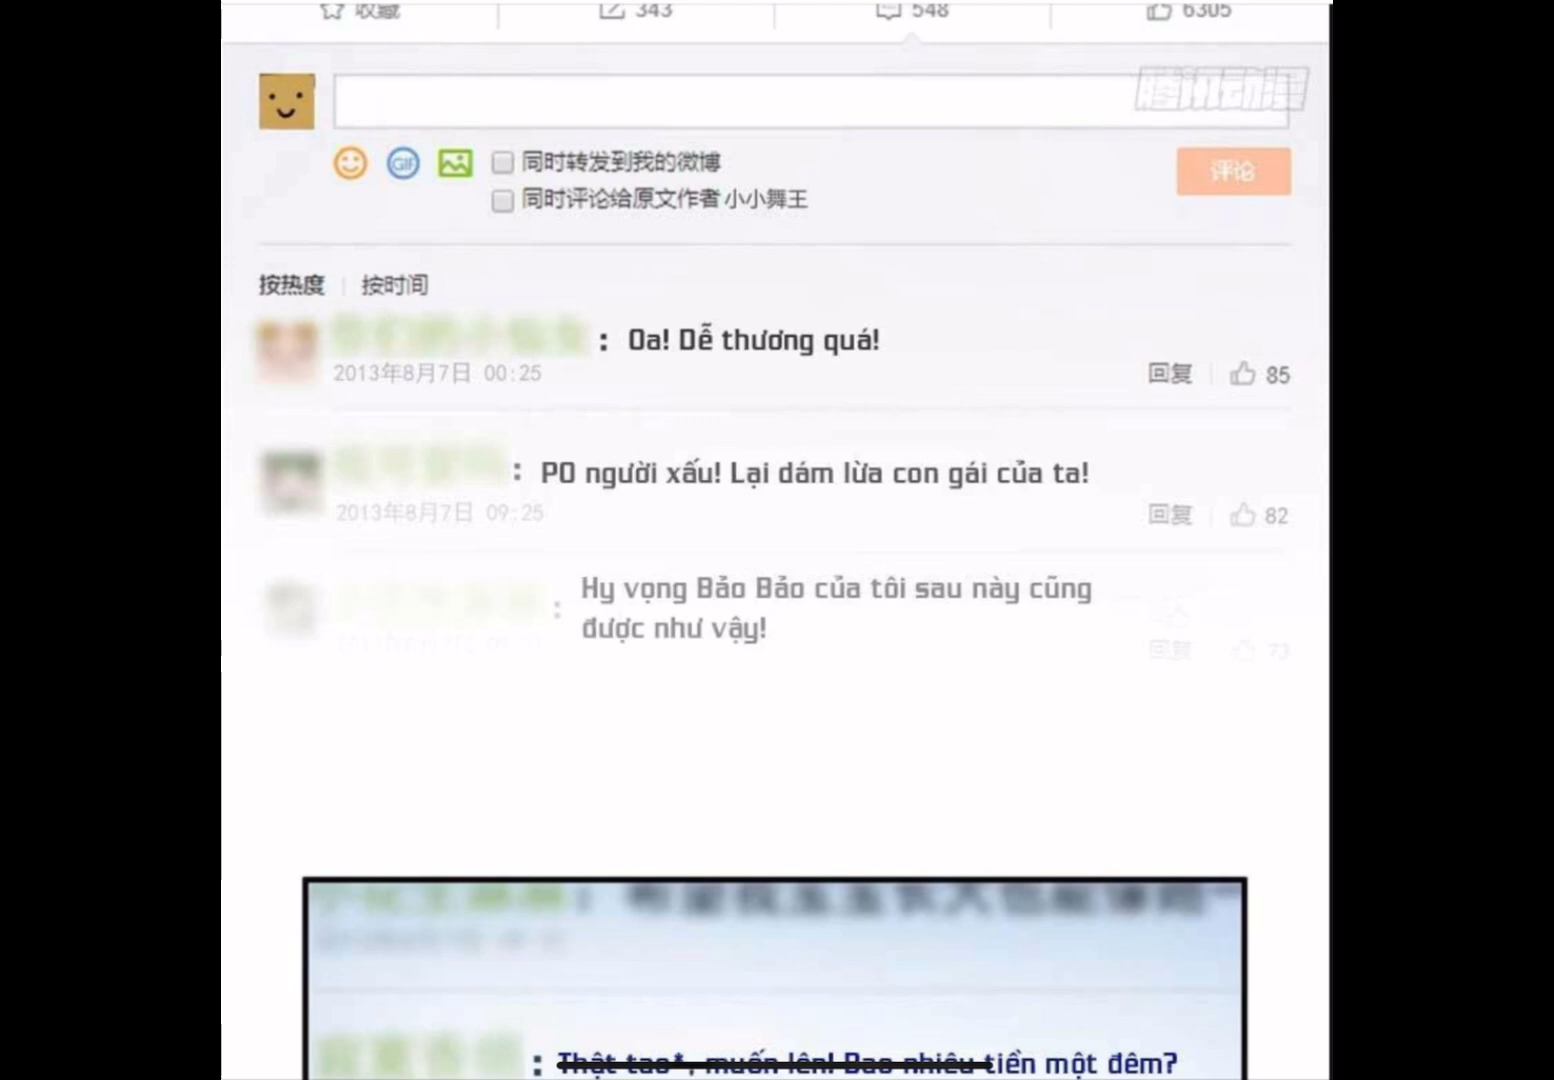 收藏
343
548
6305
腾讯动漫
同时转发到我的微博
评论
同时评论给原文作者 小小舞王
按热度 按时间
: Oa! Dễ thương quá!
2013年8月7日 00:25
回复 85
: PO người xấu! Lại dám lừa con gái của ta!
2013年8月7日 09:25
回复 82
: Hy vọng Bảo Bảo của tôi sau này cũng
được như vậy!
回复 73
: Thật tao*, muốn lên! Bao nhiêu tiền một đêm?